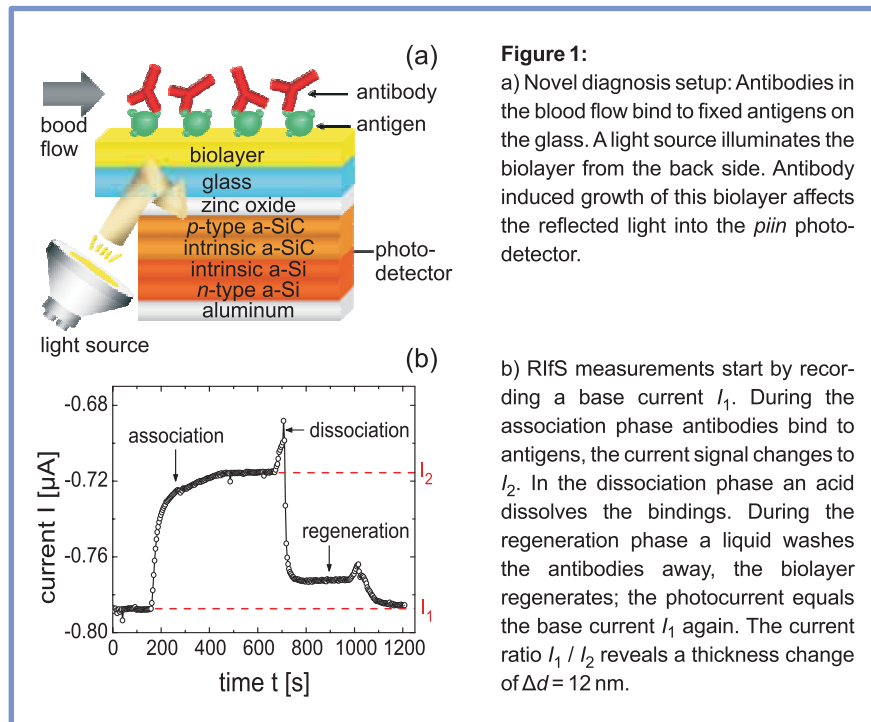 (a)
antibody
antigen
bood
flow
biolayer
glass
zinc oxide
p-type a-SiC
intrinsic a-SiC
intrinsic a-Si
n-type a-Si
aluminum
photo-
detector
light source
Figure 1:
a) Novel diagnosis setup: Antibodies in
the blood flow bind to fixed antigens on
the glass. A light source illuminates the
biolayer from the back side. Antibody
induced growth of this biolayer affects
the reflected light into the piin photo-
detector.
(b)
-0.68
-0.72
-0.76
-0.80
current I [µA]
association
dissociation
regeneration
I2
I1
0 200 400 600 800 1000 1200
time t [s]
b) RIfS measurements start by recor-
ding a base current I1. During the
association phase antibodies bind to
antigens, the current signal changes to
I2. In the dissociation phase an acid
dissolves the bindings. During the
regeneration phase a liquid washes
the antibodies away, the biolayer
regenerates; the photocurrent equals
the base current I1 again. The current
ratio I1 / I2 reveals a thickness change
of Δd = 12 nm.